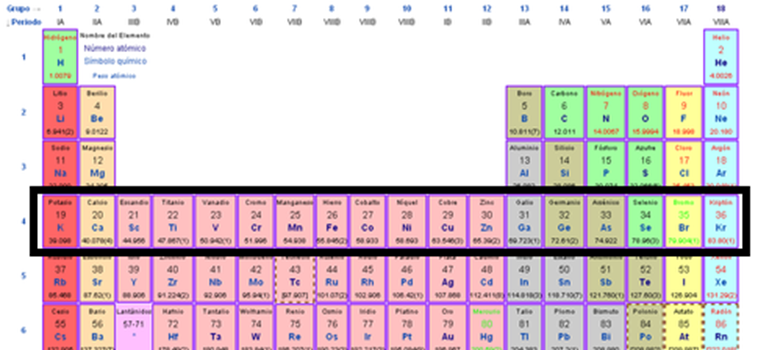 Grupo → 1 2 3 4 5 6 7 8 9 10 11 12 13 14 15 16 17 18
↓ Período IA IIA IIIB IVB VB VIB VIIB VIIIB VIIIB VIIIB IB IIB IIIA IVA VA VIA VIIA VIIIA
Hidrógeno Nombre del Elemento Helio
1 1 Número atómico 2
H Símbolo químico He
1.0079 Peso atómico 4.0026
Litio Berilio Boro Carbono Nitrógeno Oxígeno Fluor Neón
2 3 4 5 6 7 8 9 10
Li Be B C N O F Ne
6.941(2) 9.0122 10.811(7) 12.011 14.0067 15.9994 18.998 20.180
Sodio Magnesio Aluminio Silicio Fósforo Azufre Cloro Argón
3 11 12 13 14 15 16 17 18
Na Mg Al Si P S Cl Ar
Potasio Calcio Escandio Titanio Vanadio Cromo Manganeso Hierro Cobalto Níquel Cobre Zinc Galio Germanio Arsénico Selenio Bromo Kriptón
4 19 20 21 22 23 24 25 26 27 28 29 30 31 32 33 34 35 36
K Ca Sc Ti V Cr Mn Fe Co Ni Cu Zn Ga Ge As Se Br Kr
39.098 40.078(4) 44.956 47.867(1) 50.942(1) 51.996 54.938 55.845(2) 58.933 58.693 63.546(3) 65.39(2) 69.723(1) 72.61(2) 74.922 78.96(3) 79.904(1) 83.80(1)
5 37 38 39 40 41 42 43 44 45 46 47 48 49 50 51 52 53 54
Rb Sr Y Zr Nb Mo Tc Ru Rh Pd Ag Cd In Sn Sb Te I Xe
85.468 87.62(1) 88.906 91.224(2) 92.906 95.94(1) [97.907] 101.07(2) 102.906 106.42(1) 107.868 112.411(8) 114.818(3) 118.710(7) 121.760(1) 127.60(3) 126.904 131.29(2)
Cesio Bario Lantánidos Hafnio Tantalio Wolframio Renio Osmio Iridio Platino Oro Mercurio Talio Plomo Bismuto Polonio Astato Radón
6 55 56 57-71 72 73 74 75 76 77 78 79 80 81 82 83 84 85 86
Cs Ba * Hf Ta W Re Os Ir Pt Au Hg Tl Pb Bi Po At Rn